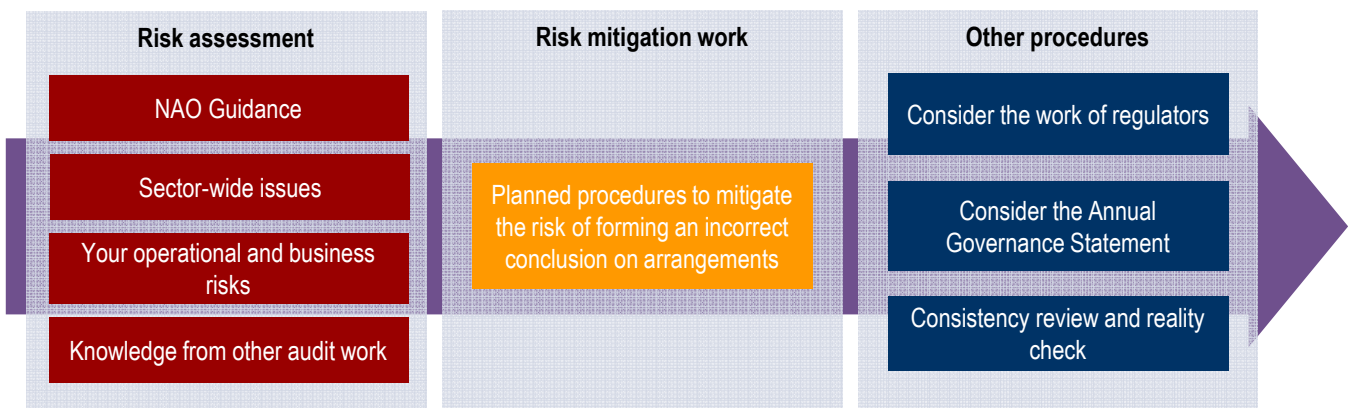 Risk assessment
NAO Guidance
Sector-wide issues
Your operational and business
risks
Knowledge from other audit work
Risk mitigation work
Planned procedures to mitigate
the risk of forming an incorrect
conclusion on arrangements
Other procedures
Consider the work of regulators
Consider the Annual
Governance Statement
Consistency review and reality
check